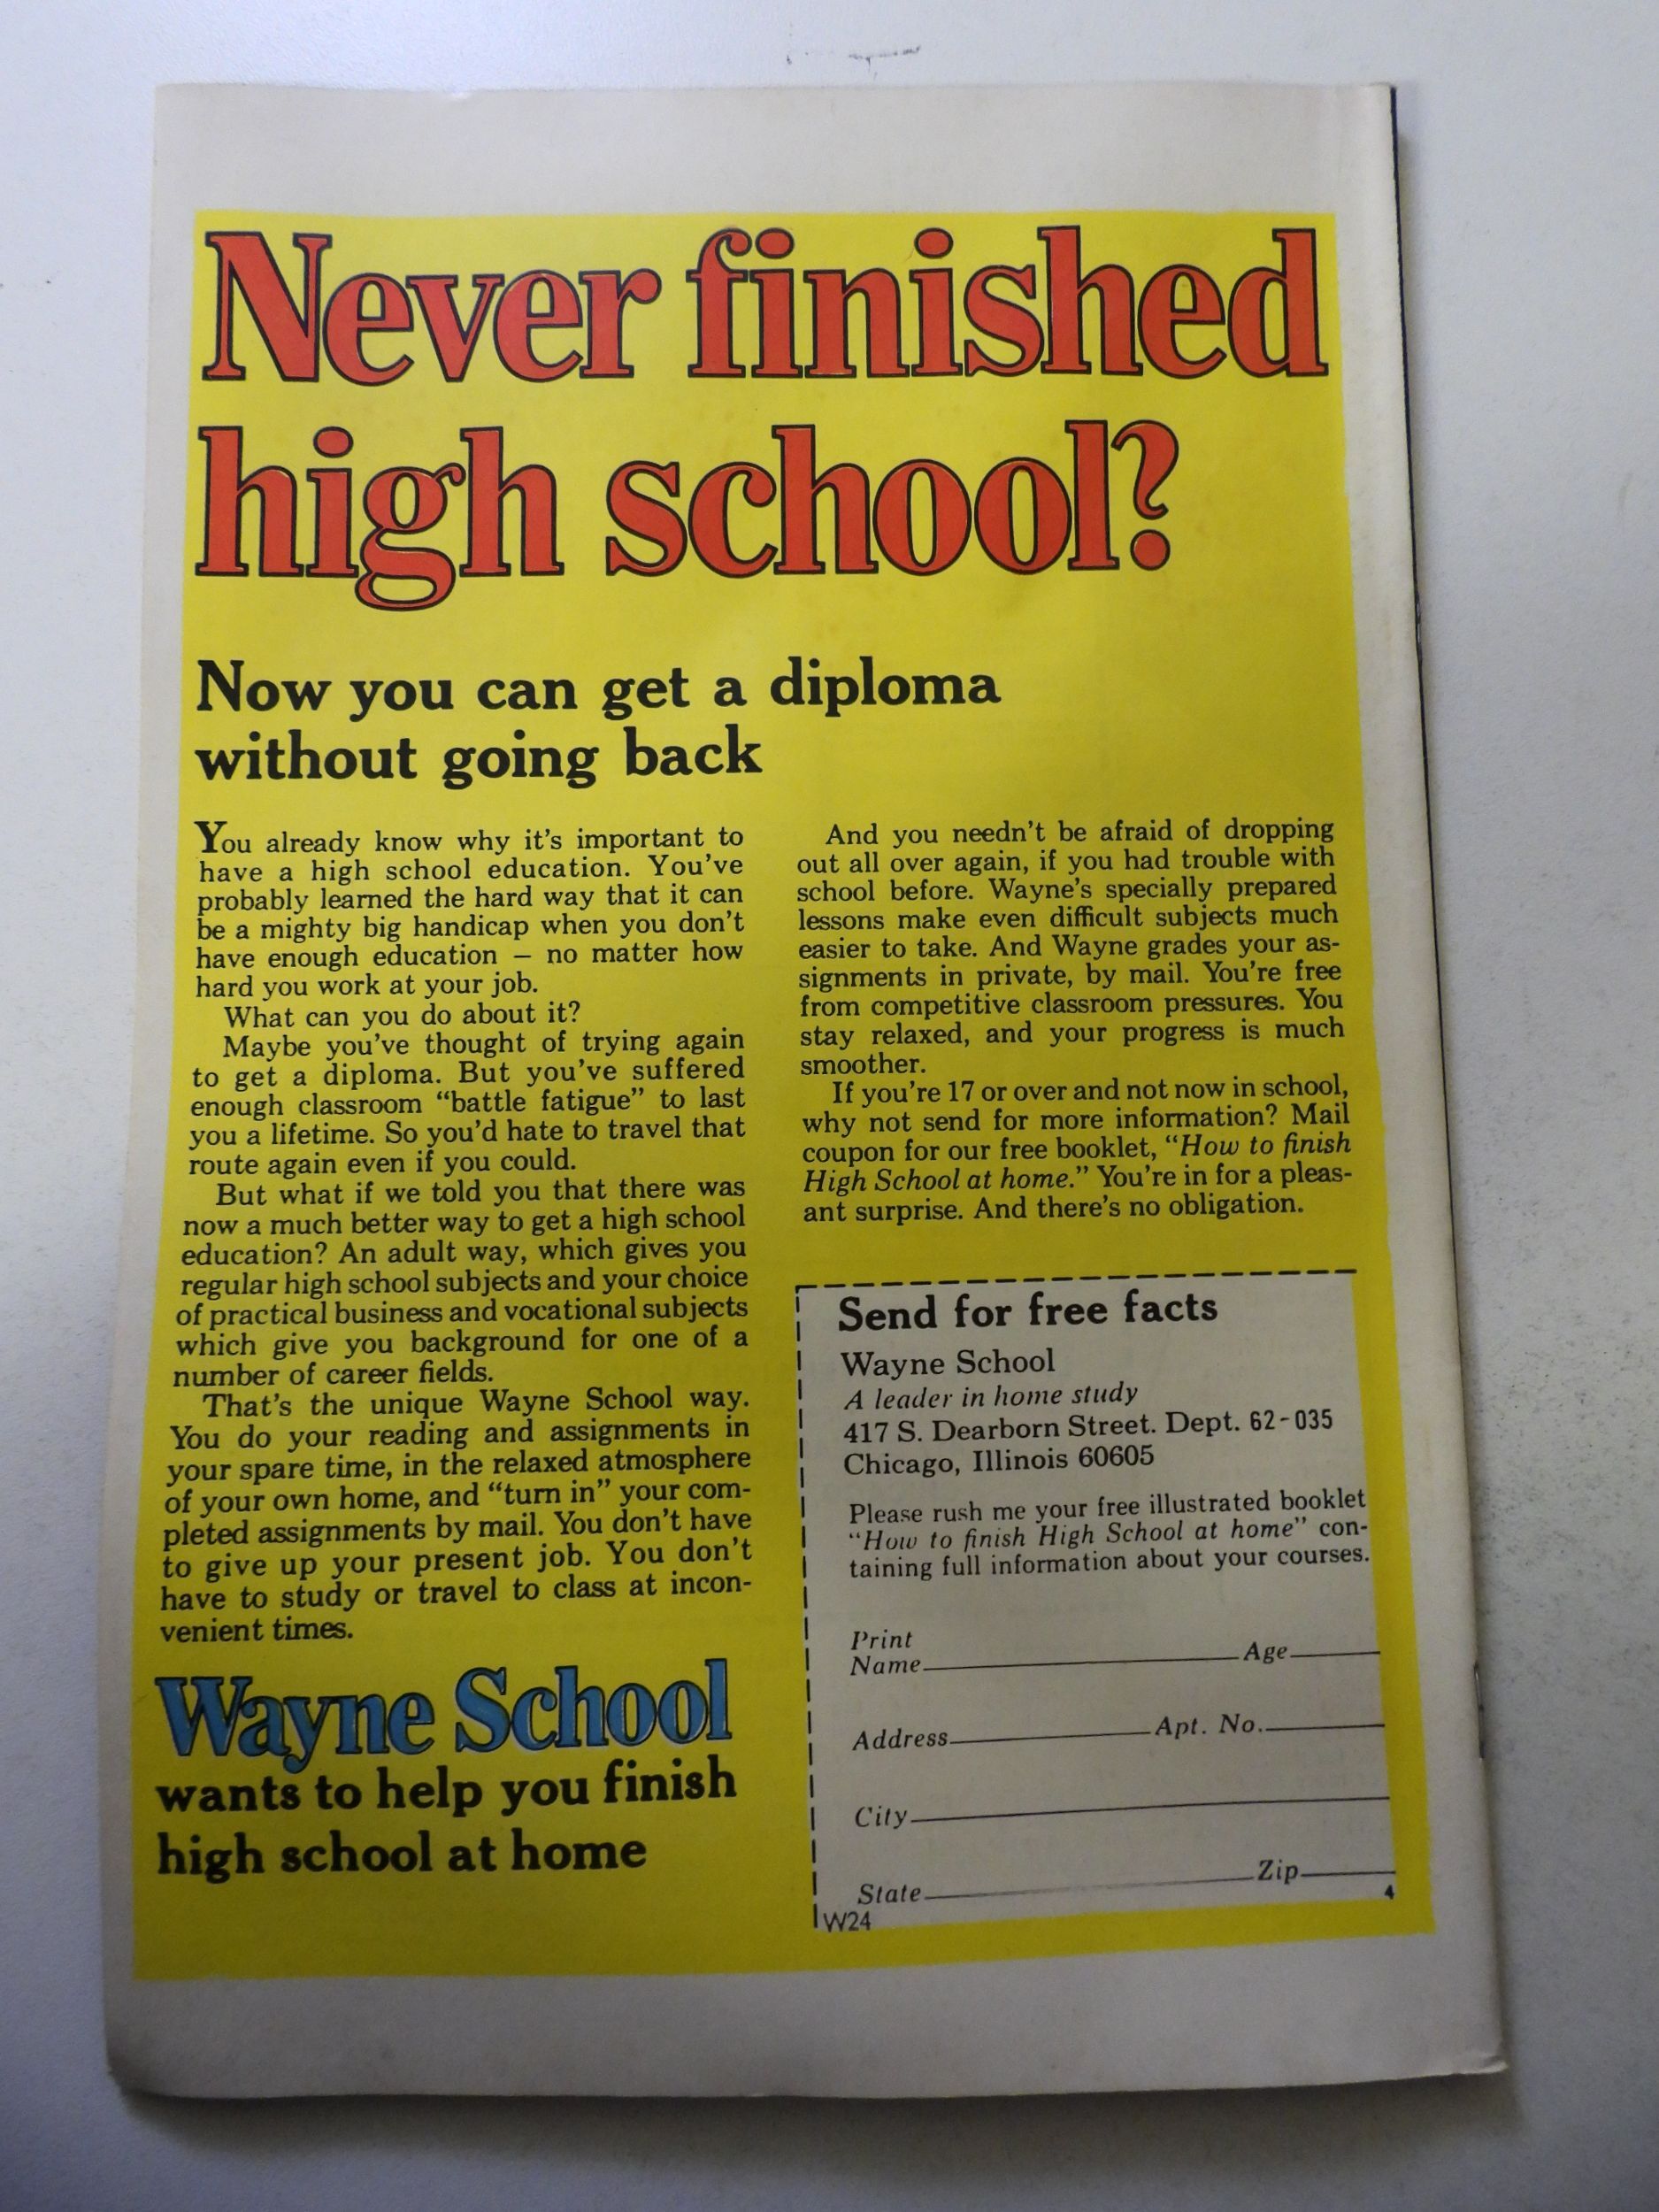 Never finished
high school?
Now you can get a diploma
without going back
You already know why it's important to
have a high school education. You've
probably learned the hard way that it can
be a mighty big handicap when you don't
have enough education – no matter how
hard you work at your job.
What can you do about it?
Maybe you've thought of trying again
to get a diploma. But you've suffered
enough classroom “battle fatigue” to last
you a lifetime. So you'd hate to travel that
route again even if you could.
But what if we told you that there was
now a much better way to get a high school
education? An adult way, which gives you
regular high school subjects and your choice
of practical business and vocational subjects
which give you background for one of a
number of career fields.
That's the unique Wayne School way.
You do your reading and assignments in
your spare time, in the relaxed atmosphere
of your own home, and “turn in” your com-
pleted assignments by mail. You don't have
to give up your present job. You don't
have to study or travel to class at incon-
venient times.
Wayne School
wants to help you finish
high school at home
And you needn't be afraid of dropping
out all over again, if you had trouble with
school before. Wayne's specially prepared
lessons make even difficult subjects much
easier to take. And Wayne grades your as-
signments in private, by mail. You're free
from competitive classroom pressures. You
stay relaxed, and your progress is much
smoother.
If you're 17 or over and not now in school,
why not send for more information? Mail
coupon for our free booklet, “How to finish
High School at home.” You're in for a pleas-
ant surprise. And there's no obligation.
Send for free facts
Wayne School
A leader in home study
417 S. Dearborn Street. Dept. 62-035
Chicago, Illinois 60605
Please rush me your free illustrated booklet
“How to finish High School at home” con-
taining full information about your courses.
Print
Name Age
Address Apt. No.
City
State Zip
W24 4